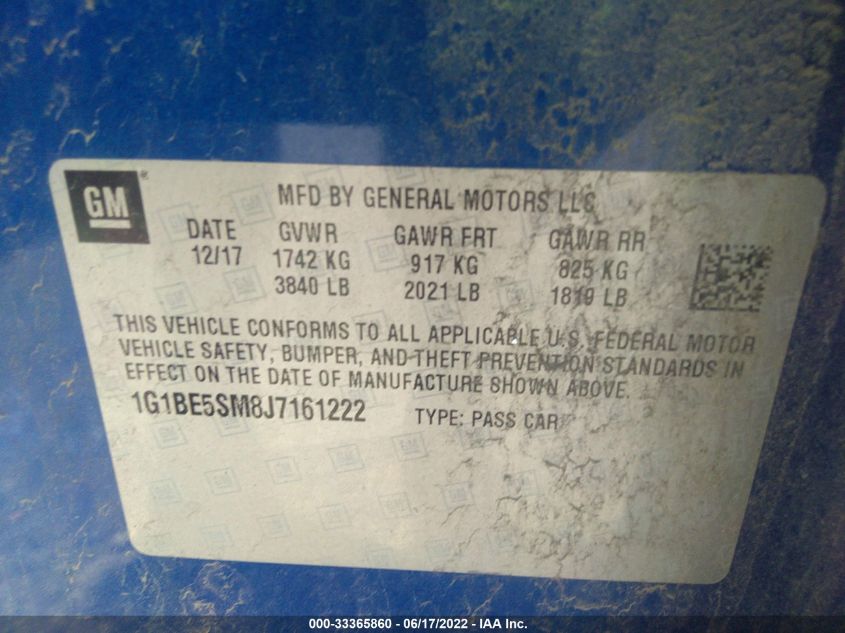 GM ®
MFD BY GENERAL MOTORS LLC
DATE GVWR GAWR FRT GAWR RR
12/17 1742 KG 917 KG 825 KG
3840 LB 2021 LB 1819 LB
THIS VEHICLE CONFORMS TO ALL APPLICABLE U.S. FEDERAL MOTOR
VEHICLE SAFETY, BUMPER, AND THEFT PREVENTION STANDARDS IN
EFFECT ON THE DATE OF MANUFACTURE SHOWN ABOVE.
1G1BE5SM8J7161222 TYPE: PASS CAR
000-33365860 - 06/17/2022 - IAA Inc.